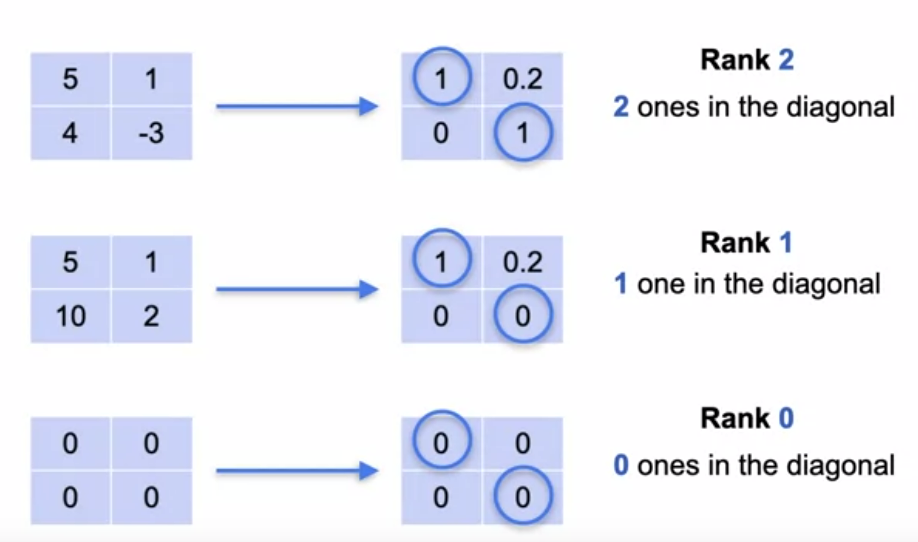 5 1 1 0.2 Rank 2
4 -3 0 1 2 ones in the diagonal
5 1 1 0.2 Rank 1
10 2 0 0 1 one in the diagonal
0 0 0 0 Rank 0
0 0 0 0 0 ones in the diagonal